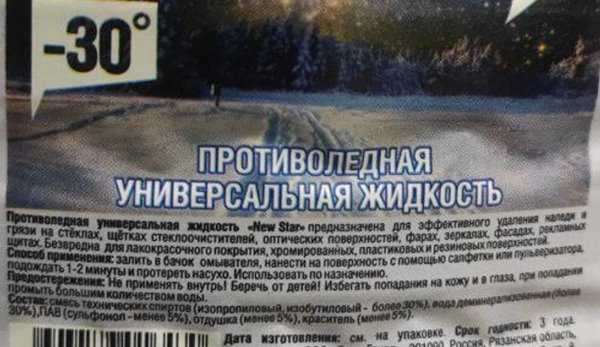 -30°
ПРОТИВОЛЕДНАЯ
УНИВЕРСАЛЬНАЯ ЖИДКОСТЬ
Противоледная универсальная жидкость «New Star» предназначена для эффективного удаления наледи и
грязи на стёклах, щётках стеклоочистителей, оптических поверхностей, фарах, зеркалах, фасадах, рекламных
щитах. Безвредна для лакокрасочного покрытия, хромированных, пластиковых и резиновых поверхностей.
Способ применения: залить в бачок омывателя, нанести на поверхность с помощью салфетки или пульверизатора,
подождать 1-2 минуты и протереть насухо. Использовать по назначению.
Предостережения: Не применять внутрь! Беречь от детей! Избегать попадания на кожу и в глаза, при попадании
промыть большим количеством воды.
Состав: смесь технических спиртов (изопропиловый, изобутиловый - более 30%), вода деминерализованная (более
30%), ПАВ (сульфонол - менее 5%), отдушка (менее 5%), краситель (менее 5%).
Дата изготовления: см. на упаковке. Срок годности: 3 года.
Россия, Рязанская область,